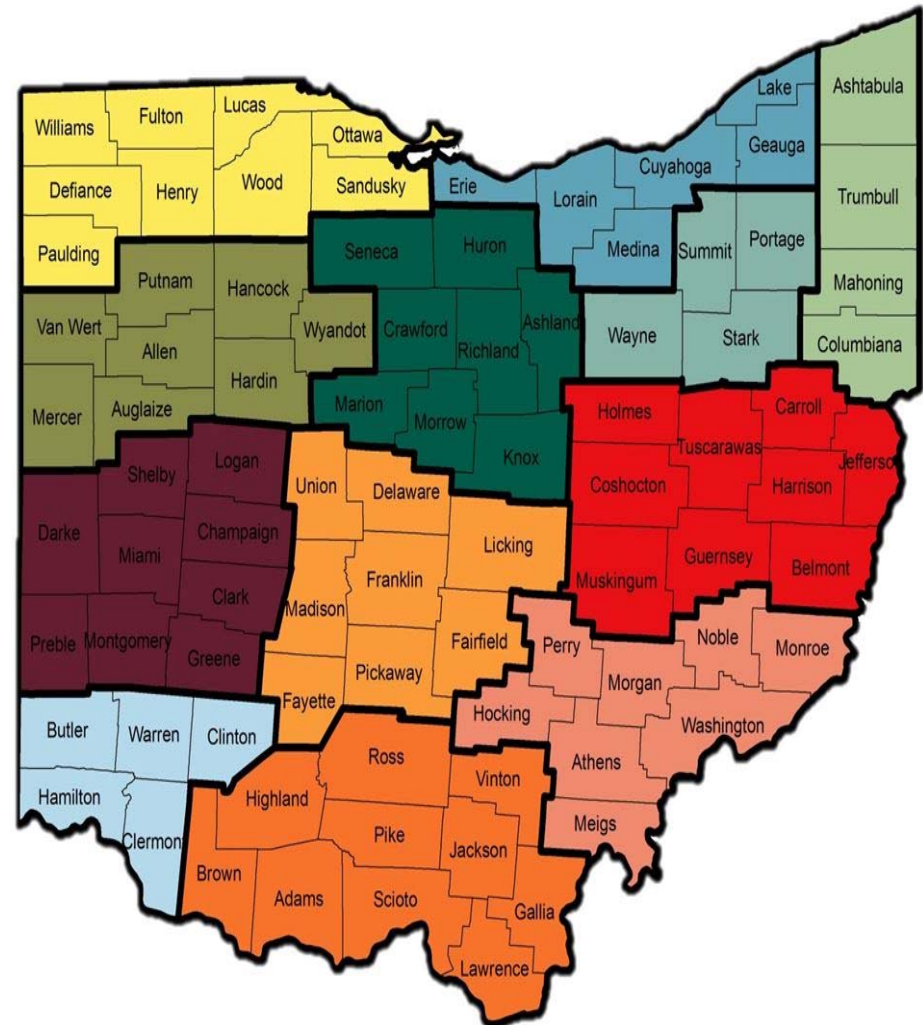 Lake
Ashtabula
Lucas
Fulton
Williams
Ottawa
Geauga
Cuyahoga
Wood
Sandusky
Defiance
Henry
Erie
Lorain
Trumbull
Portage
Summit
Medina
Huron
Seneca
Paulding
Putnam
Hancock
Mahoning
Ashland
Van Wert
Wyandot
Crawford
Richland
Wayne
Stark
Columbiana
Allen
Hardin
Marion
Morrow
Mercer
Auglaize
Holmes
Carroll
Tuscarawas
Jefferso
Knox
Logan
Shelby
Union
Delaware
Coshocton
Harrison
Darke
Champaign
Licking
Miami
Guernsey
Belmont
Franklin
Muskingum
Clark
Madison
Fairfield
Preble
Montgomery
Greene
Pickaway
Perry
Noble
Monroe
Morgan
Fayette
Hocking
Washington
Butler
Warren
Clinton
Ross
Athens
Vinton
Hamilton
Highland
Meigs
Clermont
Pike
Jackson
Brown
Adams
Scioto
Gallia
Lawrence